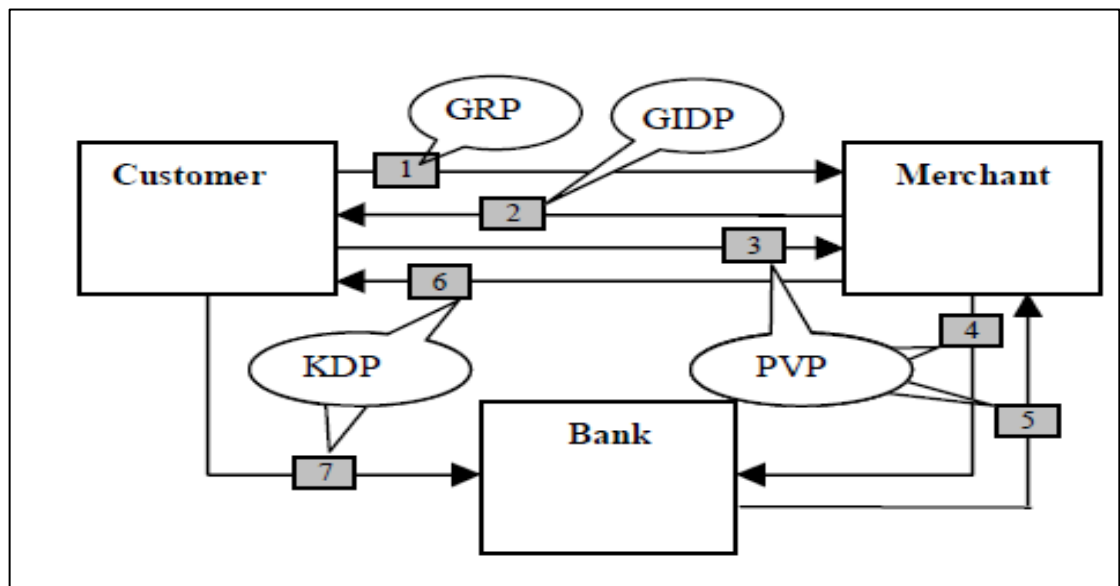 GRP
GIDP
Customer
1
Merchant
2
3
6
4
KDP
PVP
5
Bank
7